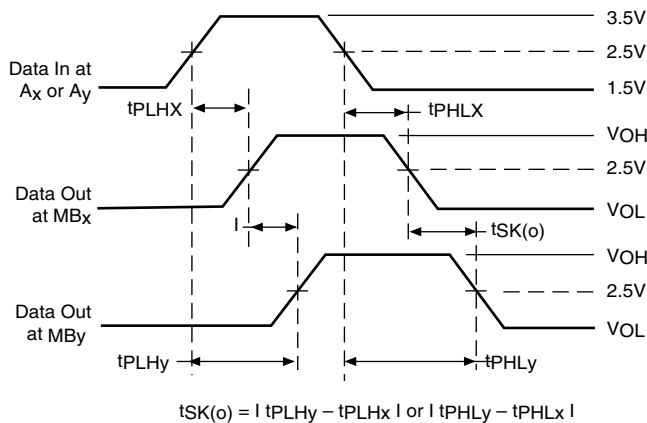 3.5V
Data In at
Ax or Ay
2.5V
1.5V
tPLHX
tPHLX
VOH
Data Out
at MBx
2.5V
VOL
I
tSK(o)
VOH
Data Out
at MBy
2.5V
VOL
tPLHy
tPHLy
tSK(o) = I tPLHy – tPLHx I or I tPHLy – tPHLx I